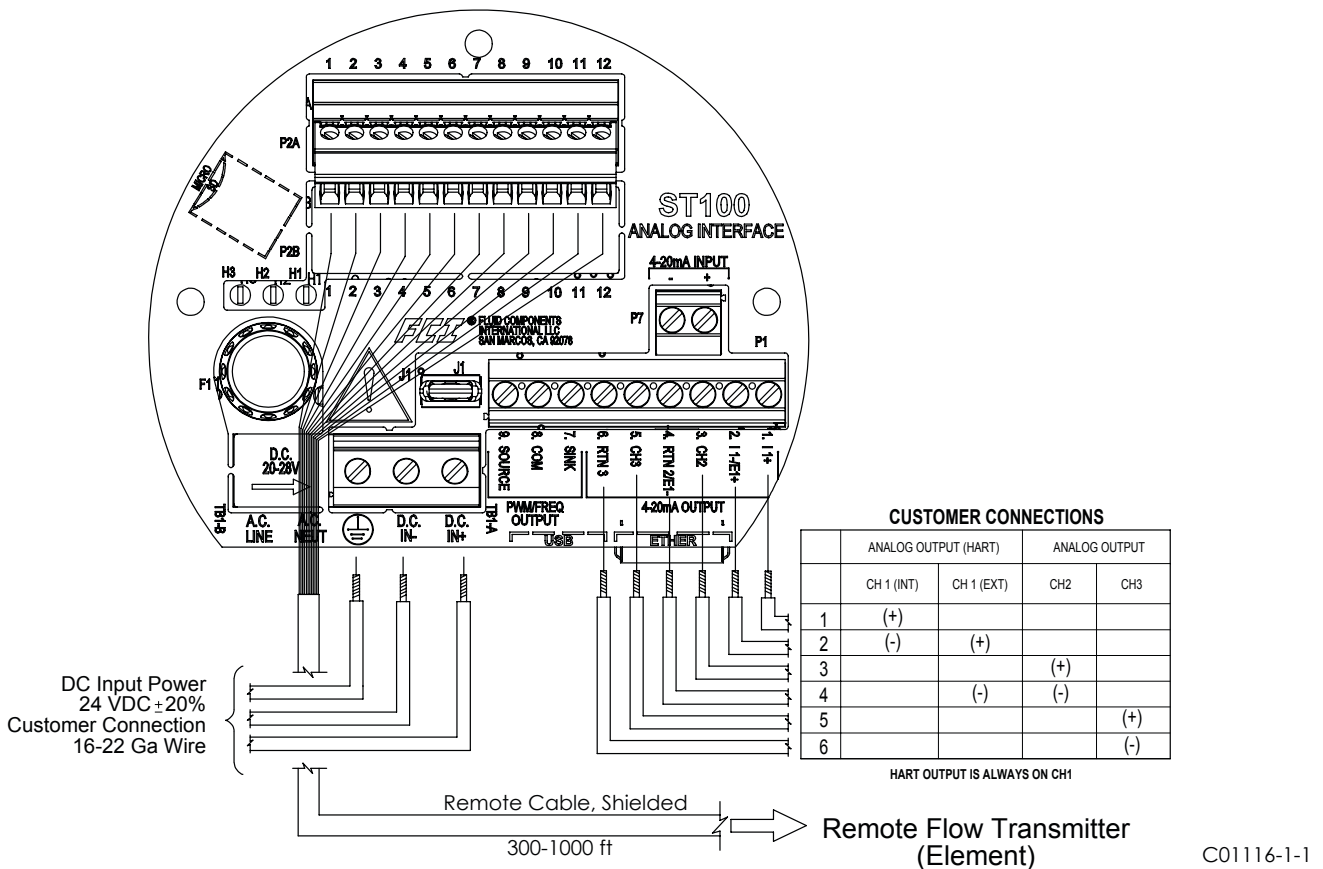 1 2 3 4 5 6 7 8 9 10 11 12
A
P2A
MICRO
SD
B
P2B
ST100
ANALOG INTERFACE
4-20mA INPUT
- +
H3 H2 H1
1 2 3 4 5 6 7 8 9 10 11 12
P7
P1
FCI
© FLUID COMPONENTS
INTERNATIONAL LLC
SAN MARCOS, CA 92078
F1
!
J1 J1
9. SOURCE
8. COM
7. SINK
6. RTN 3
5. CH3
4. RTN 2/E1-
3. CH2
2. I1-/E1+
1. I1+
D.C.
20-28V
TB1-B
A.C.
LINE
A.C.
NEUT
D.C.
IN-
D.C.
IN+
TB1-A
PWM/FREQ
OUTPUT
4-20mA OUTPUT
USB
ETHER
CUSTOMER CONNECTIONS
ANALOG OUTPUT (HART) ANALOG OUTPUT
CH 1 (INT) CH 1 (EXT) CH2 CH3
1 (+)
2 (-) (+)
3 (+)
4 (-) (-)
5 (+)
6 (-)
HART OUTPUT IS ALWAYS ON CH1
DC Input Power
24 VDC ±20%
Customer Connection
16-22 Ga Wire
Remote Cable, Shielded
300-1000 ft
Remote Flow Transmitter
(Element)
C01116-1-1